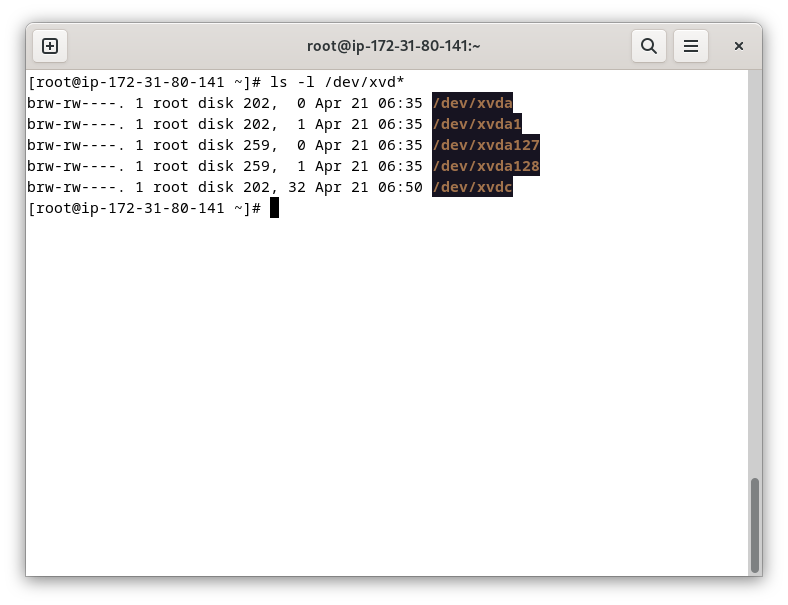 root@ip-172-31-80-141:~
[root@ip-172-31-80-141 ~]# ls -l /dev/xvd*
brw-rw----. 1 root disk 202,  0 Apr 21 06:35 /dev/xvda
brw-rw----. 1 root disk 202,  1 Apr 21 06:35 /dev/xvda1
brw-rw----. 1 root disk 259,  0 Apr 21 06:35 /dev/xvda127
brw-rw----. 1 root disk 259,  1 Apr 21 06:35 /dev/xvda128
brw-rw----. 1 root disk 202, 32 Apr 21 06:50 /dev/xvdc
[root@ip-172-31-80-141 ~]#